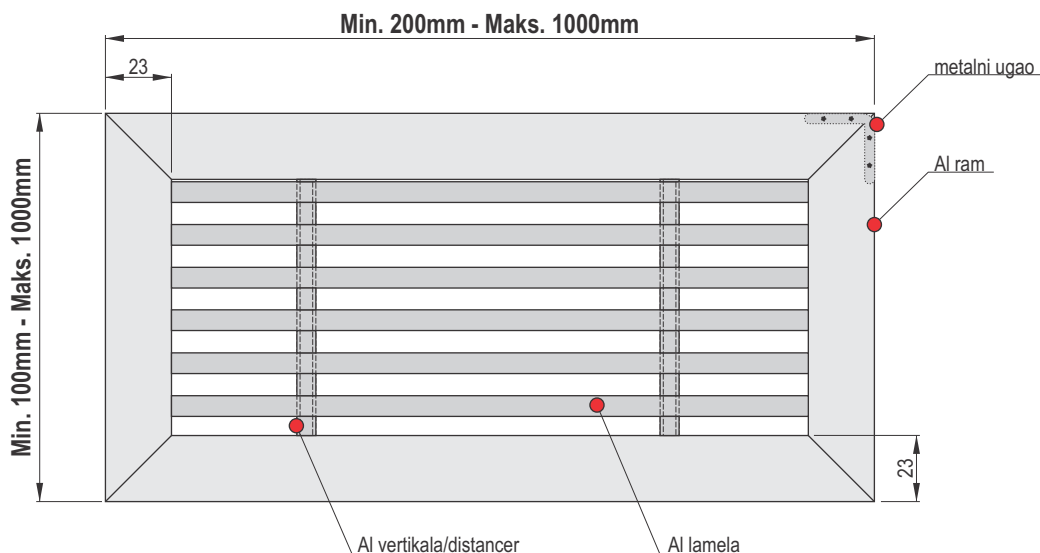 Min. 200mm - Maks. 1000mm
23
metalni ugao
Al ram
Min. 100mm - Maks. 1000mm
23
Al vertikala/distancer
Al lamela